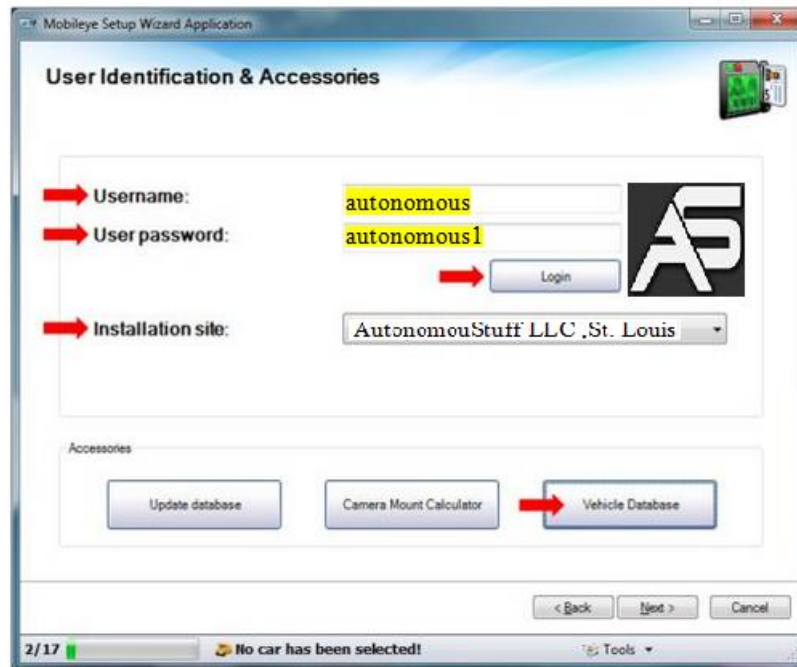 Mobileye Setup Wizard Application
User Identification & Accessories
Username:
autonomous
User password:
autonomous1
Login
AS
Installation site:
AutonomouStuff LLC ,St. Louis
Accessories
Update database
Camera Mount Calculator
Vehicle Database
< Back
Next >
Cancel
2/17
No car has been selected!
Tools